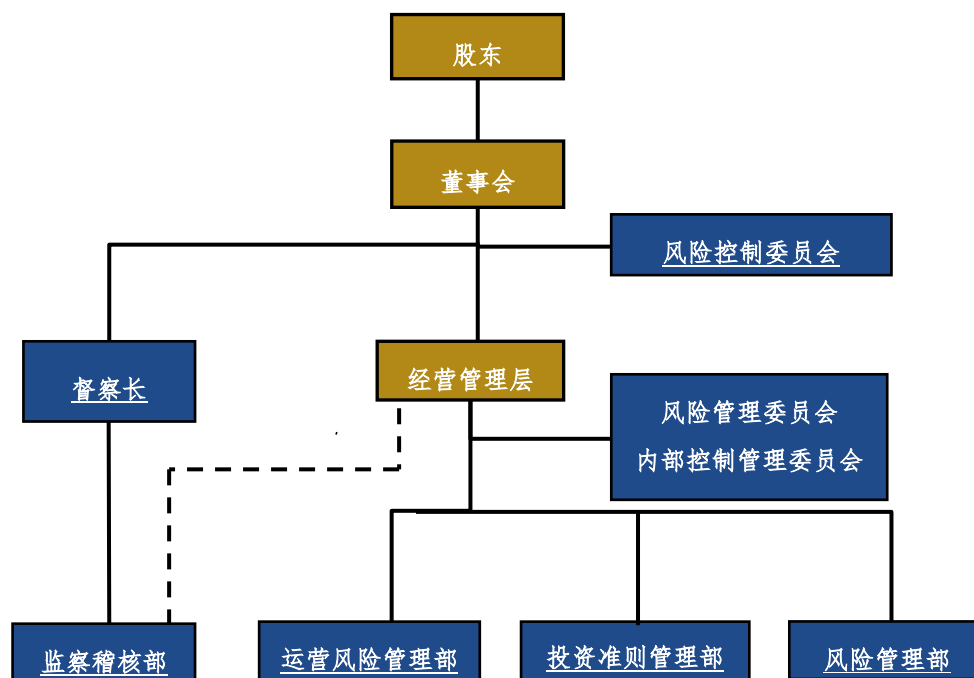 股东
董事会
风险控制委员会
督察长
经营管理层
风险管理委员会
内部控制管理委员会
监察稽核部
运营风险管理部
投资准则管理部
风险管理部